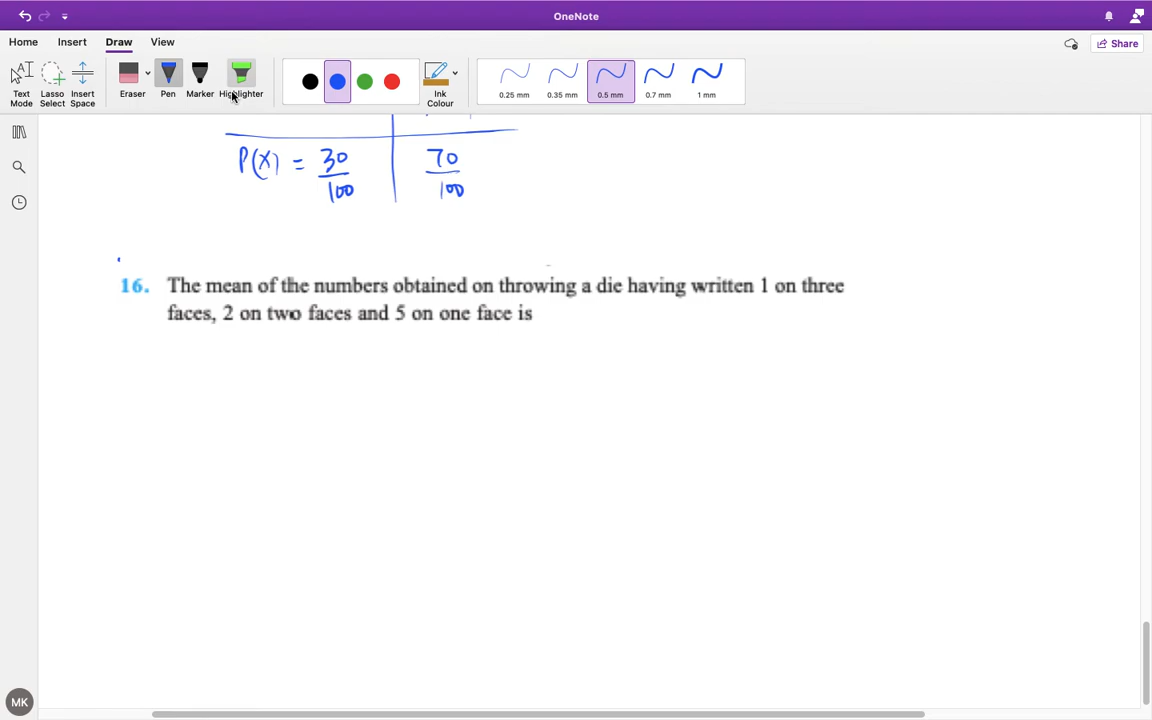 OneNote
Home Insert Draw View
Share
Text Mode
Lasso Select
Insert Space
Eraser
Pen
Marker
Highlighter
Ink Colour
0.25 mm
0.35 mm
0.5 mm
0.7 mm
1 mm
P(X) = 30/100 70/100
16. The mean of the numbers obtained on throwing a die having written 1 on three
faces, 2 on two faces and 5 on one face is
MK